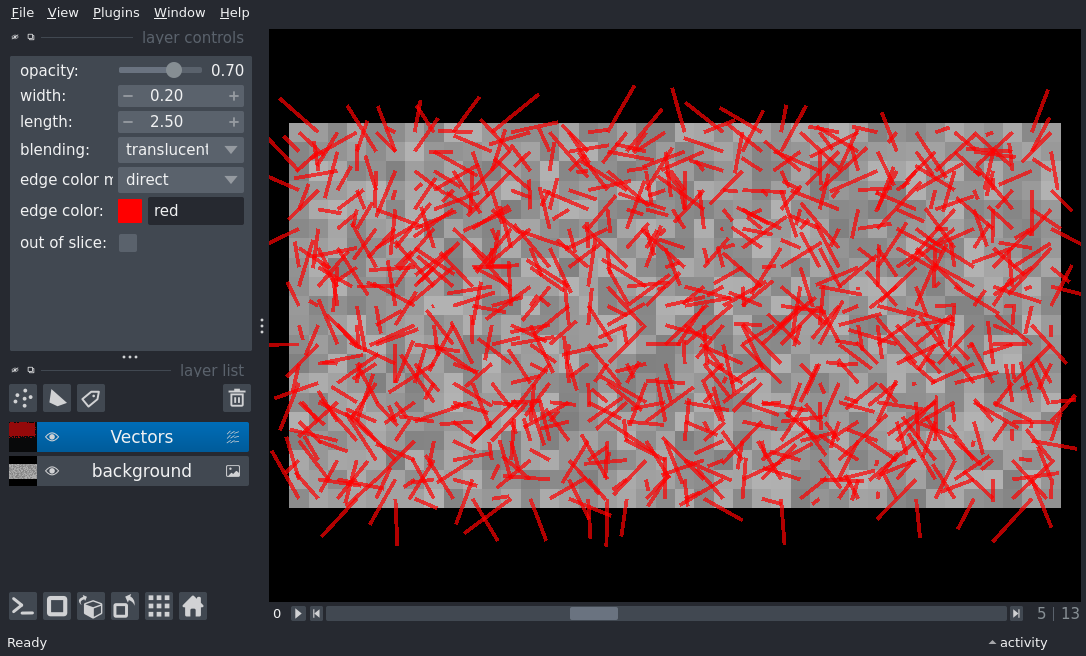 File View Plugins Window Help
layer controls
opacity: 0.70
width: − 0.20 +
length: − 2.50 +
blending: translucent
edge color m direct
edge color: red
out of slice:
layer list
Vectors
background
0 5 | 13
Ready activity